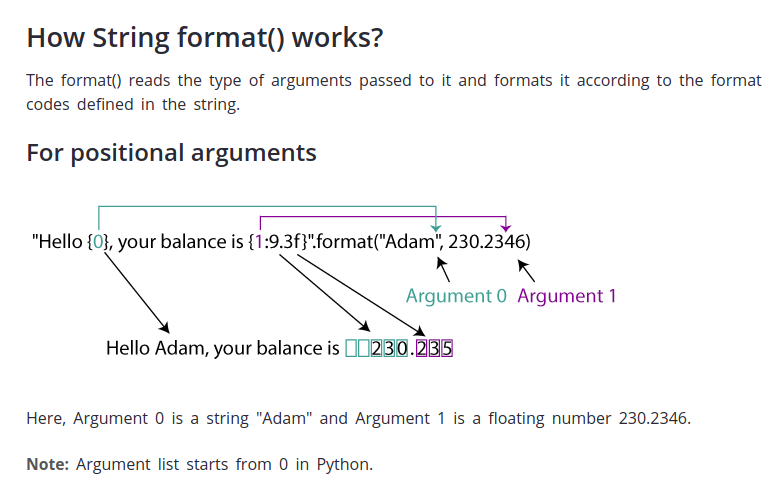 How String format() works?
The format() reads the type of arguments passed to it and formats it according to the format
codes defined in the string.
For positional arguments
"Hello {0}, your balance is {1:9.3f}".format("Adam", 230.2346)
Argument 0 Argument 1
Hello Adam, your balance is 230.235
Here, Argument 0 is a string "Adam" and Argument 1 is a floating number 230.2346.
Note: Argument list starts from 0 in Python.